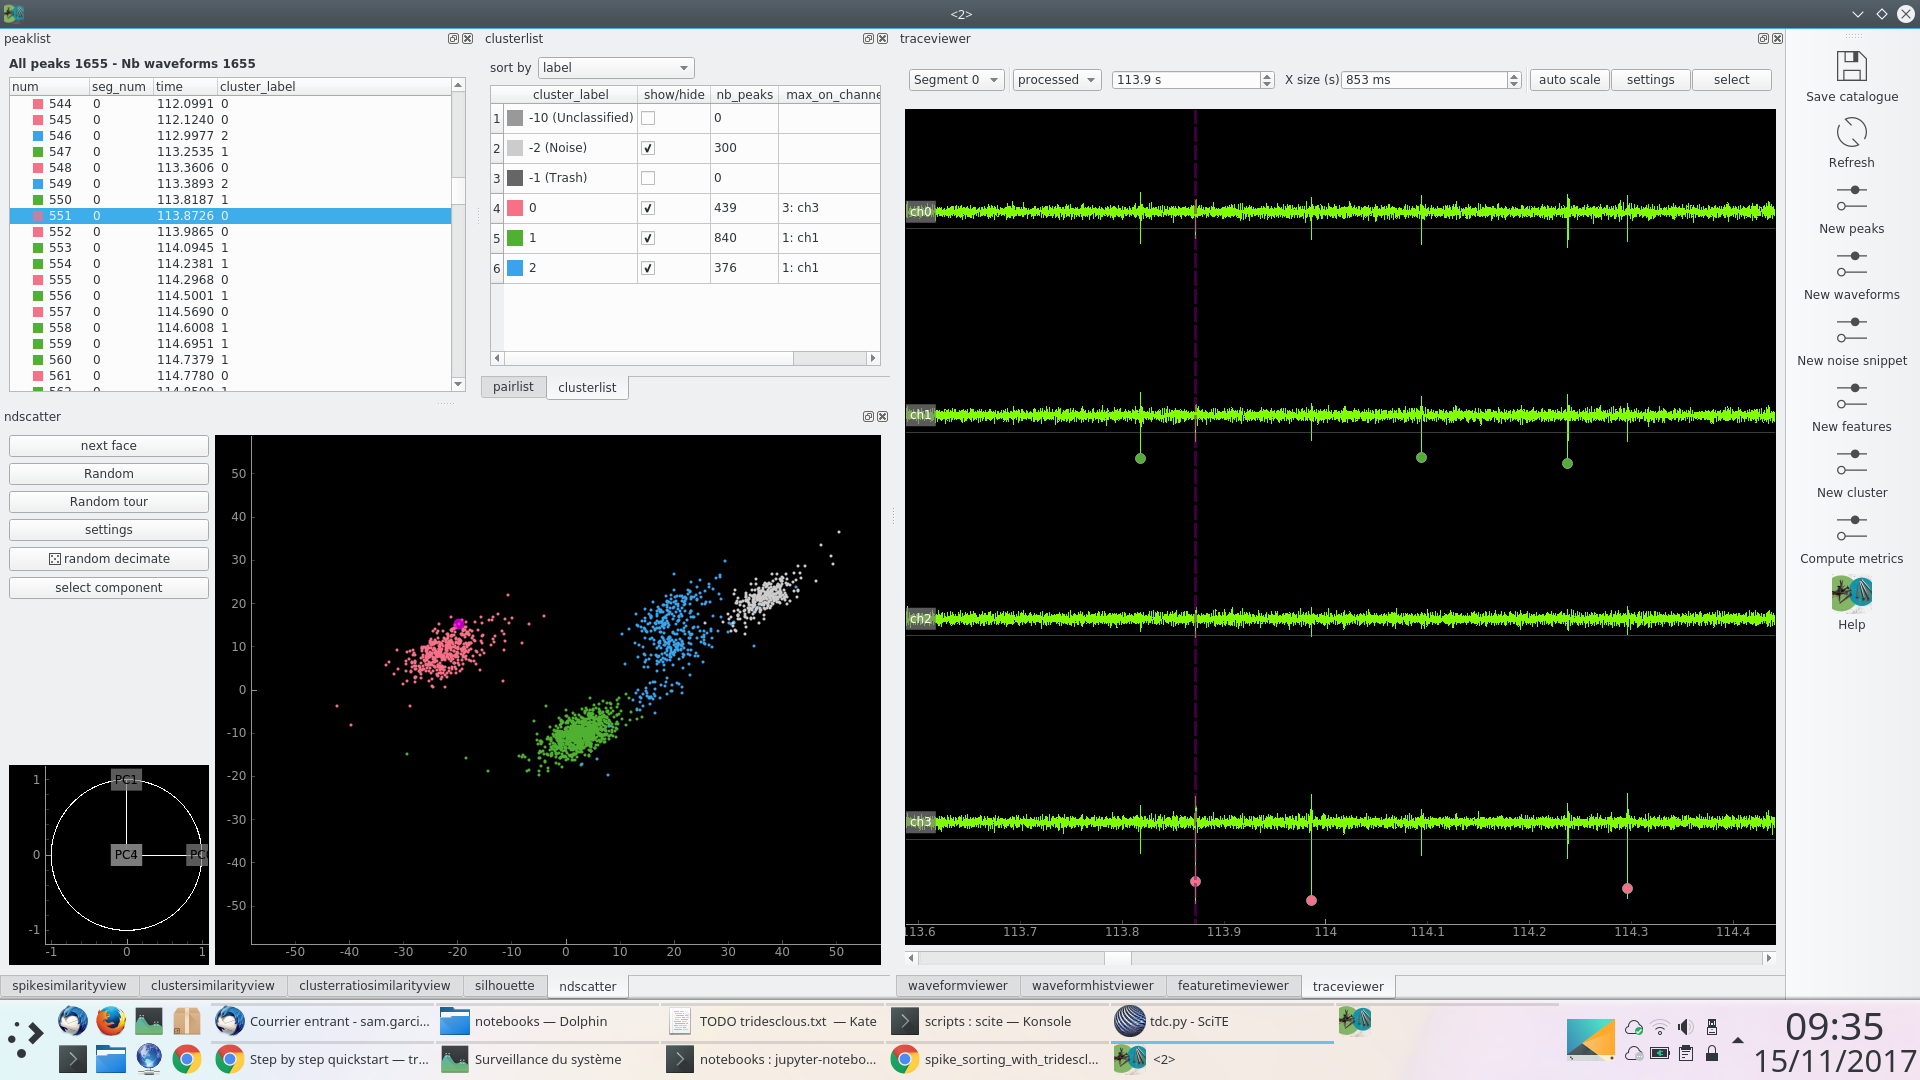 <2>
peaklist
All peaks 1655 - Nb waveforms 1655
num seg_num time cluster_label
544 0 112.0991 0
545 0 112.1240 0
546 0 112.9977 2
547 0 113.2535 1
548 0 113.3606 0
549 0 113.3893 2
550 0 113.8187 1
551 0 113.8726 0
552 0 113.9865 0
553 0 114.0945 1
554 0 114.2381 1
555 0 114.2968 0
556 0 114.5001 1
557 0 114.5690 0
558 0 114.6008 1
559 0 114.6951 1
560 0 114.7379 1
561 0 114.7780 0
clusterlist
sort by label
cluster_label show/hide nb_peaks max_on_channe
1 -10 (Unclassified) 0
2 -2 (Noise) 300
3 -1 (Trash) 0
4 0 439 3: ch3
5 1 840 1: ch1
6 2 376 1: ch1
pairlist clusterlist
ndscatter
next face
Random
Random tour
settings
random decimate
select component
1
0
-1
-1 0 1
PC1
PC4
50
40
30
20
10
0
-10
-20
-30
-40
-50
-50 -40 -30 -20 -10 0 10 20 30 40 50
spikesimilarityview clustersimilarityview clusterratiosimilarityview silhouette ndscatter
traceviewer
Segment 0 processed 113.9 s X size (s) 853 ms auto scale settings select
ch0
ch1
ch2
ch3
113.6 113.7 113.8 113.9 114 114.1 114.2 114.3 114.4
waveformviewer waveformhistviewer featuretimeviewer traceviewer
Save catalogue
Refresh
New peaks
New waveforms
New noise snippet
New features
New cluster
Compute metrics
Help
Courrier entrant - sam.garci... notebooks — Dolphin TODO tridesclous.txt — Kate scripts : scite — Konsole tdc.py - SciTE
Step by step quickstart — tr... Surveillance du système notebooks : jupyter-notebo... spike_sorting_with_tridescl... <2>
09:35
15/11/2017